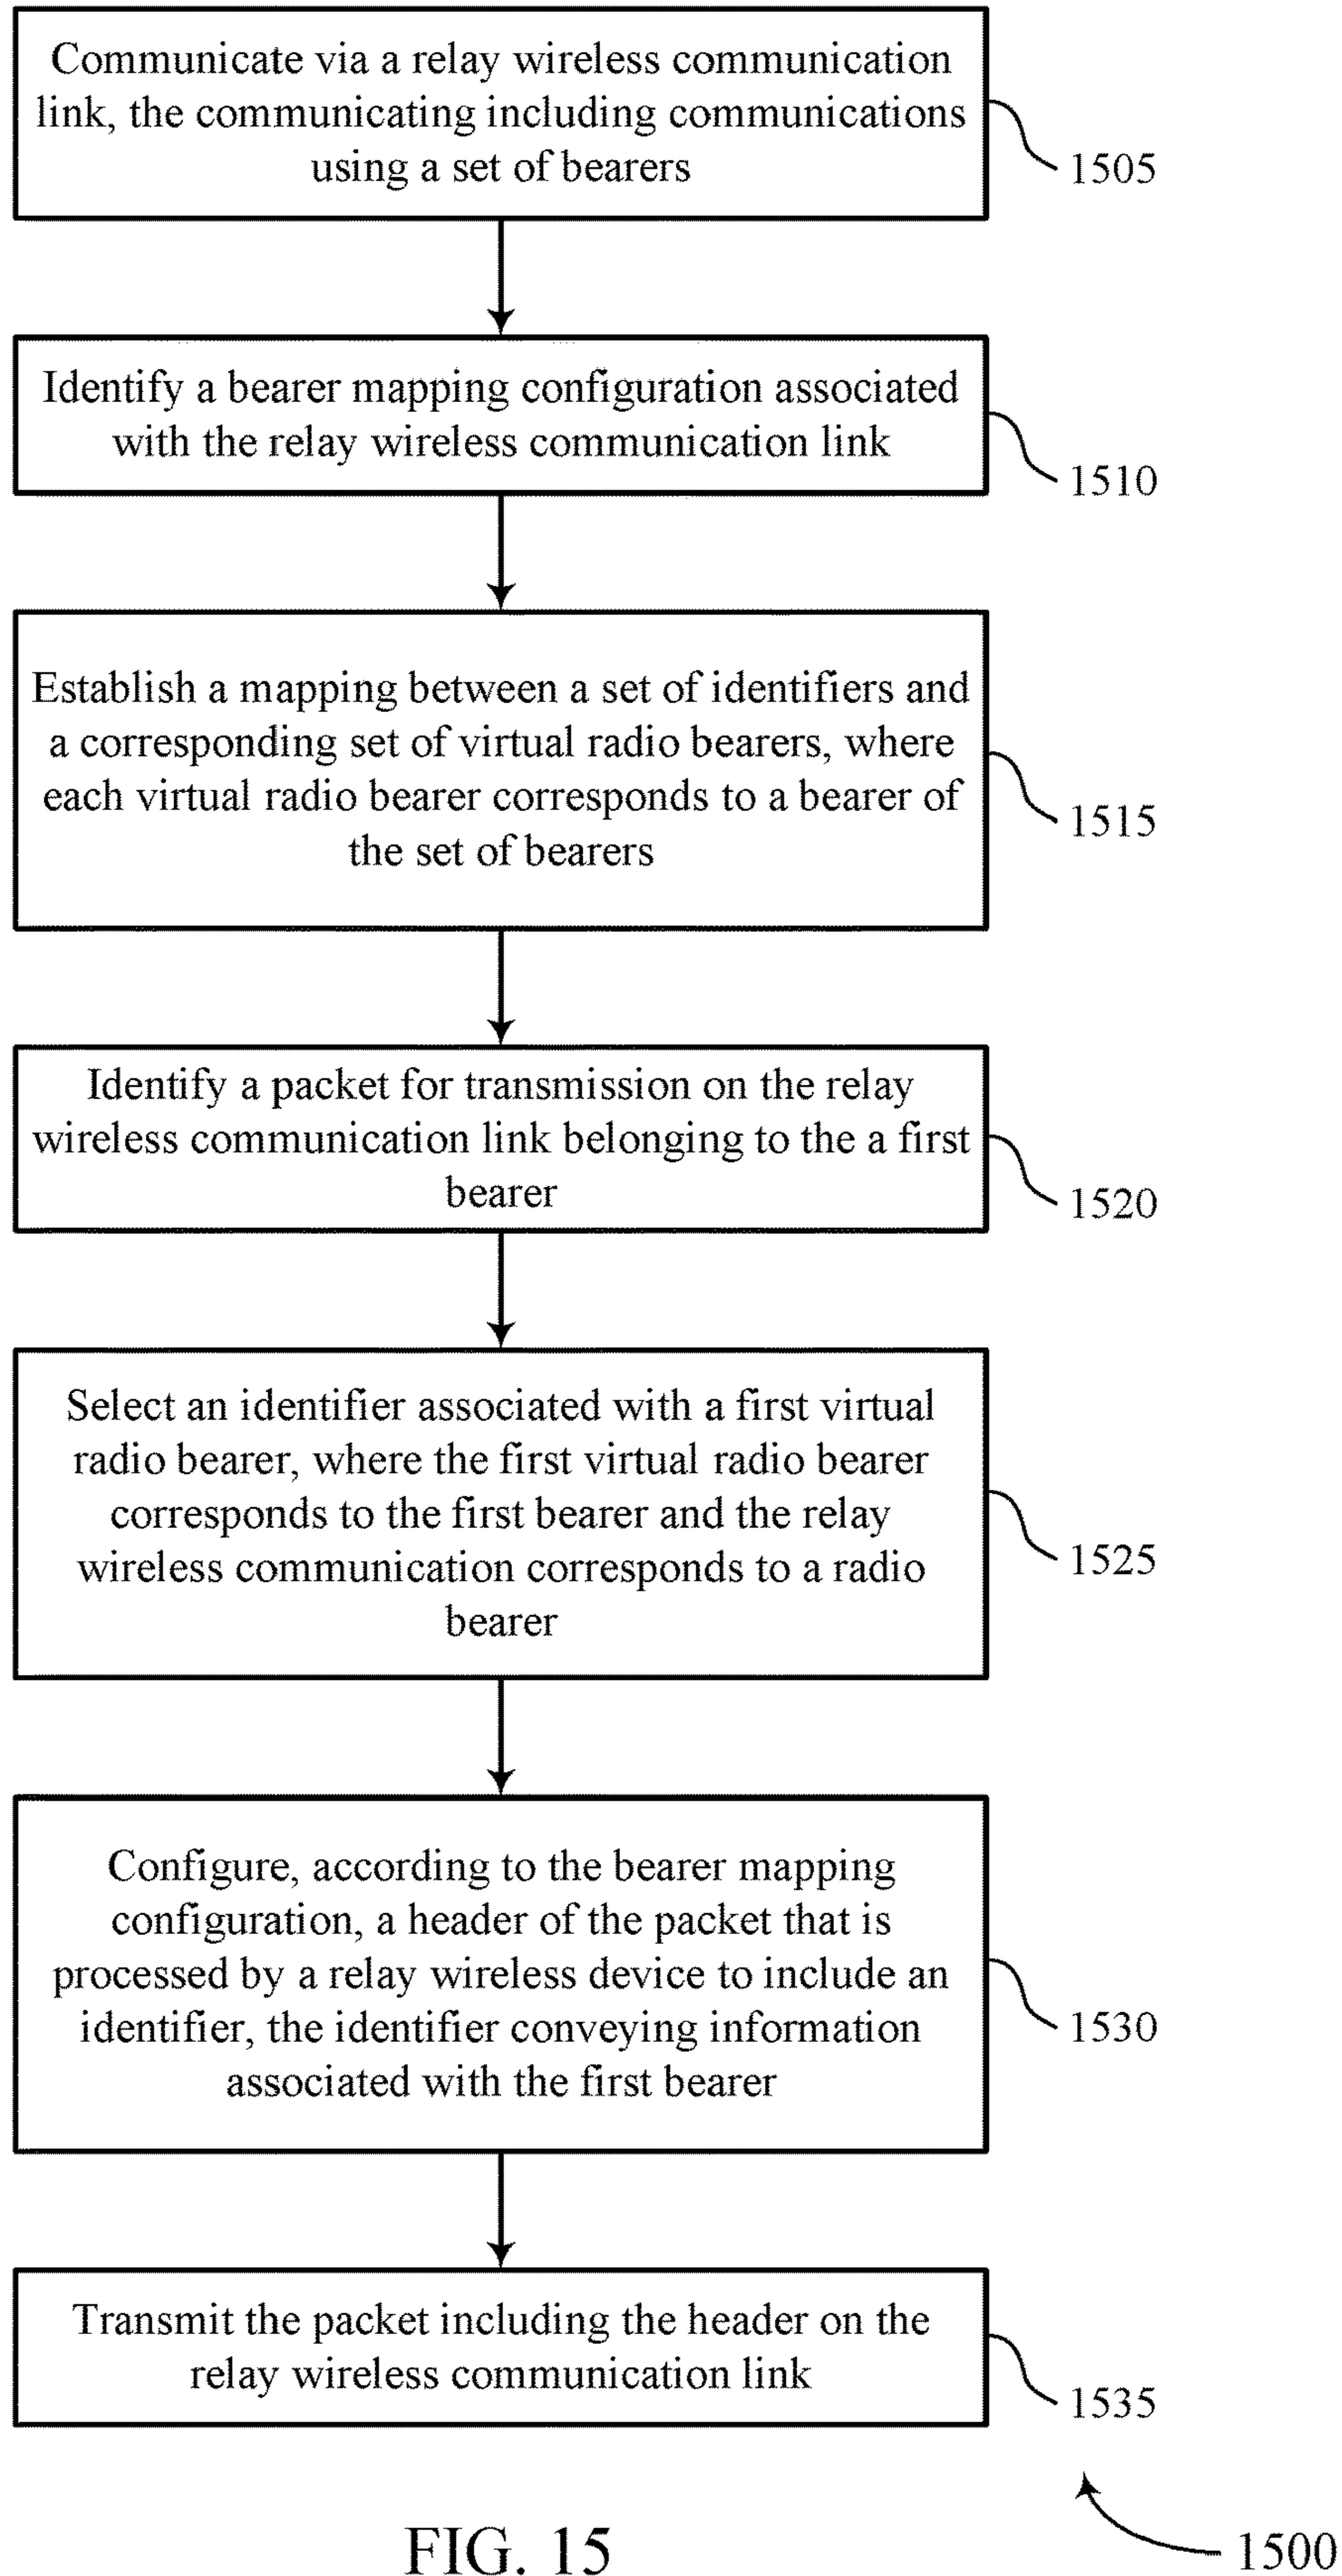 Communicate via a relay wireless communication
link, the communicating including communications
using a set of bearers
1505
Identify a bearer mapping configuration associated
with the relay wireless communication link
1510
Establish a mapping between a set of identifiers and
a corresponding set of virtual radio bearers, where
each virtual radio bearer corresponds to a bearer of
the set of bearers
1515
Identify a packet for transmission on the relay
wireless communication link belonging to the a first
bearer
1520
Select an identifier associated with a first virtual
radio bearer, where the first virtual radio bearer
corresponds to the first bearer and the relay
wireless communication corresponds to a radio
bearer
1525
Configure, according to the bearer mapping
configuration, a header of the packet that is
processed by a relay wireless device to include an
identifier, the identifier conveying information
associated with the first bearer
1530
Transmit the packet including the header on the
relay wireless communication link
1535
1500
FIG. 15